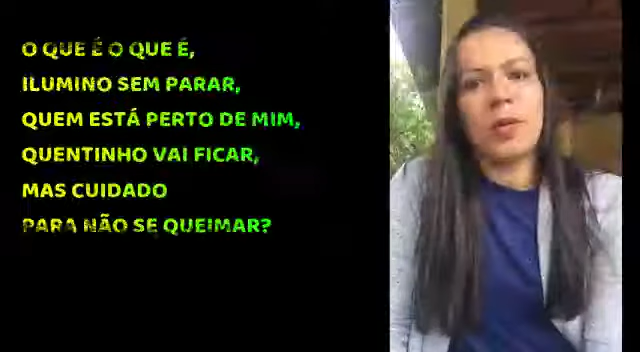 O QUE É O QUE É,
ILUMINO SEM PARAR,
QUEM ESTÁ PERTO DE MIM,
QUENTINHO VAI FICAR,
MAS CUIDADO
PARA NÃO SE QUEIMAR?